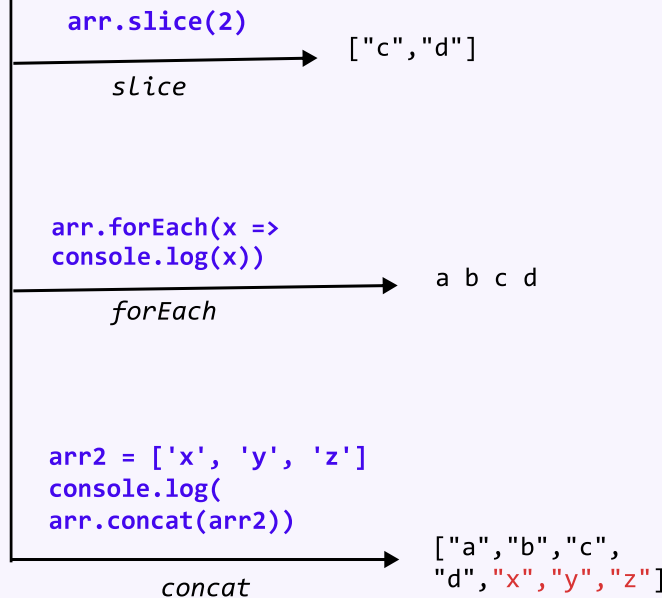 arr.slice(2)
["c","d"]
slice
arr.forEach(x =>
console.log(x))
a b c d
forEach
arr2 = ['x', 'y', 'z']
console.log(
arr.concat(arr2))
["a","b","c",
"d","x","y","z"]
concat